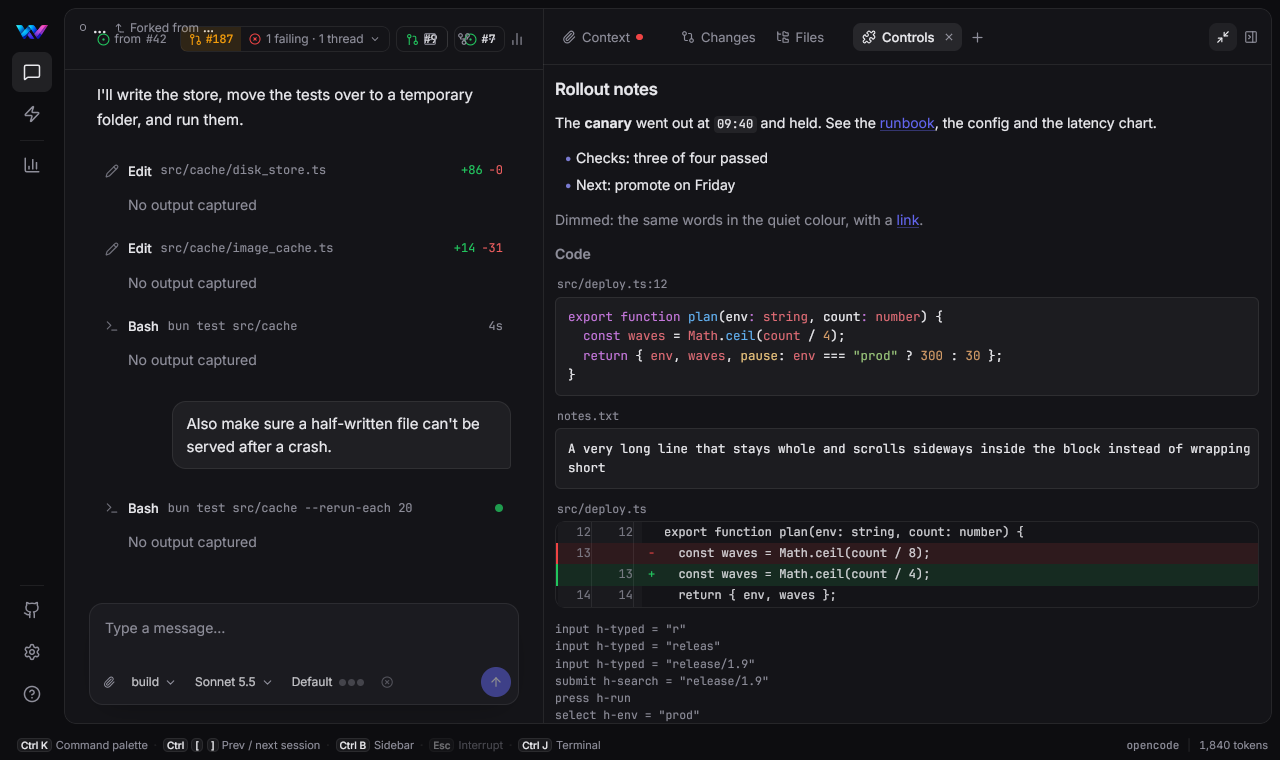 Forked from ...
from #42
#187
1 failing · 1 thread
#7
Context
Changes
Files
Controls
I'll write the store, move the tests over to a temporary
folder, and run them.
Edit src/cache/disk_store.ts +86 -0
No output captured
Edit src/cache/image_cache.ts +14 -31
No output captured
Bash bun test src/cache 4s
No output captured
Also make sure a half-written file can't be
served after a crash.
Bash bun test src/cache --rerun-each 20
No output captured
Type a message...
build
Sonnet 5.5
Default
Rollout notes
The canary went out at 09:40 and held. See the runbook, the config and the latency chart.
• Checks: three of four passed
• Next: promote on Friday
Dimmed: the same words in the quiet colour, with a link.
Code
src/deploy.ts:12
export function plan(env: string, count: number) {
const waves = Math.ceil(count / 4);
return { env, waves, pause: env === "prod" ? 300 : 30 };
}
notes.txt
A very long line that stays whole and scrolls sideways inside the block instead of wrapping
short
src/deploy.ts
12 12 export function plan(env: string, count: number) {
13 - const waves = Math.ceil(count / 8);
13 + const waves = Math.ceil(count / 4);
14 14 return { env, waves };
input h-typed = "r"
input h-typed = "releas"
input h-typed = "release/1.9"
submit h-search = "release/1.9"
press h-run
select h-env = "prod"
Ctrl K Command palette · Ctrl [ ] Prev / next session · Ctrl B Sidebar · Esc Interrupt · Ctrl J Terminal
opencode
1,840 tokens